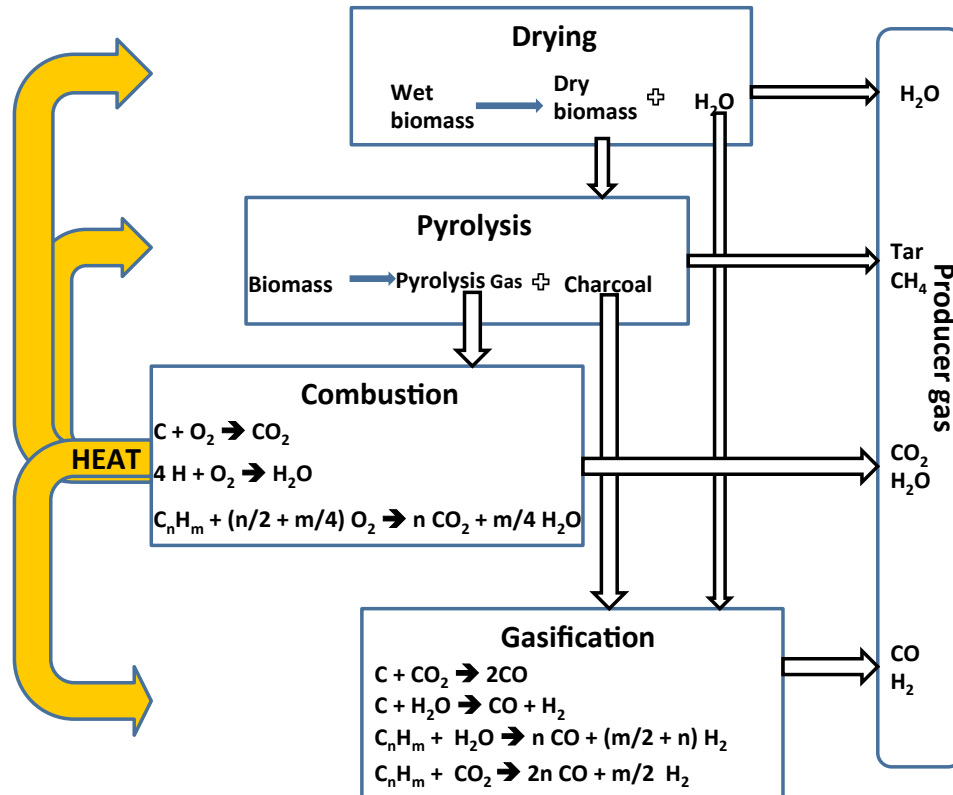 Drying
Wet biomass → Dry biomass + H₂O
H₂O
Pyrolysis
Biomass → Pyrolysis Gas + Charcoal
Tar
CH₄
Producer gas
Combustion
C + O₂ → CO₂
HEAT
4 H + O₂ → H₂O
CₙHₘ + (n/2 + m/4) O₂ → n CO₂ + m/4 H₂O
CO₂
H₂O
Gasification
C + CO₂ → 2CO
C + H₂O → CO + H₂
CₙHₘ + H₂O → n CO + (m/2 + n) H₂
CₙHₘ + CO₂ → 2n CO + m/2 H₂
CO
H₂